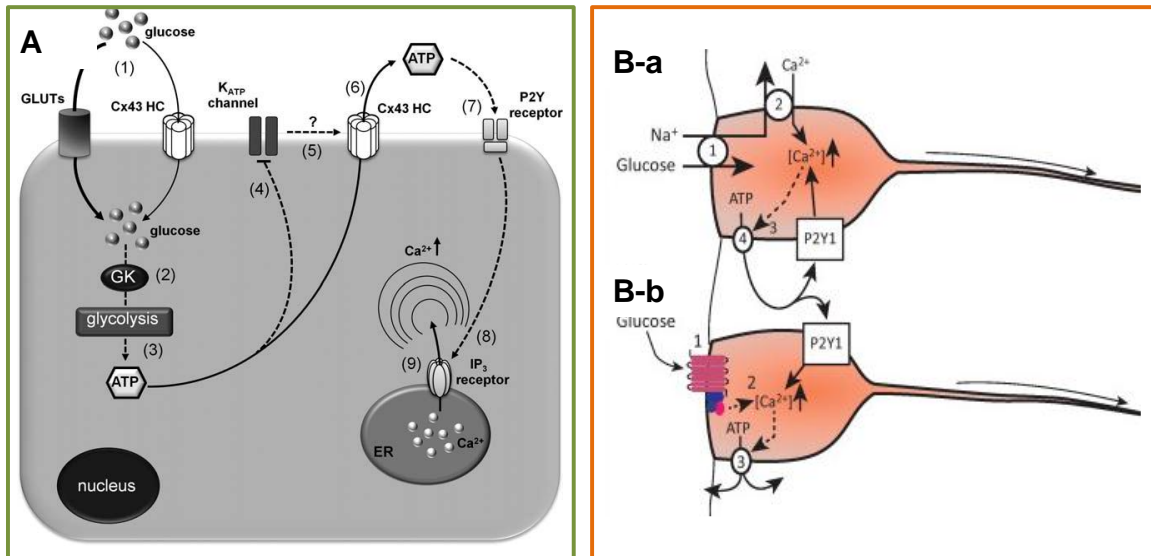 A
glucose
(1)
GLUTs
Cx43 HC
K_ATP
channel
?
(5)
(4)
(6)
Cx43 HC
ATP
(7)
P2Y
receptor
glucose
GK
(2)
glycolysis
(3)
ATP
Ca²⁺
(8)
(9)
IP₃
receptor
ER
Ca²⁺
nucleus
B-a
Ca²⁺
2
Na⁺
1
Glucose
[Ca²⁺]
ATP
3
4
P2Y1
B-b
Glucose
1
P2Y1
2
[Ca²⁺]
ATP
3